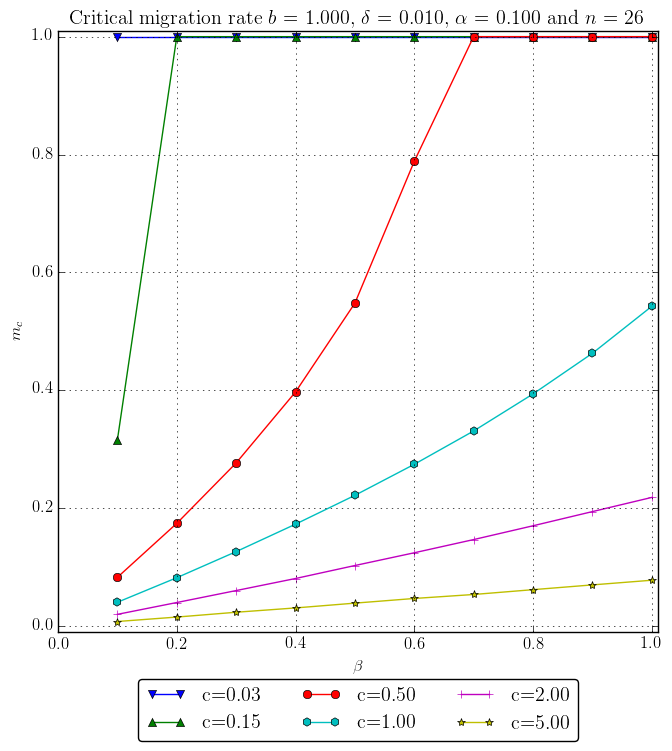 Critical migration rate b = 1.000, δ = 0.010, α = 0.100 and n = 26
1.0
0.8
0.6
0.4
0.2
0.0
m_c
0.0 0.2 0.4 0.6 0.8 1.0
β
c=0.03 c=0.50 c=2.00
c=0.15 c=1.00 c=5.00